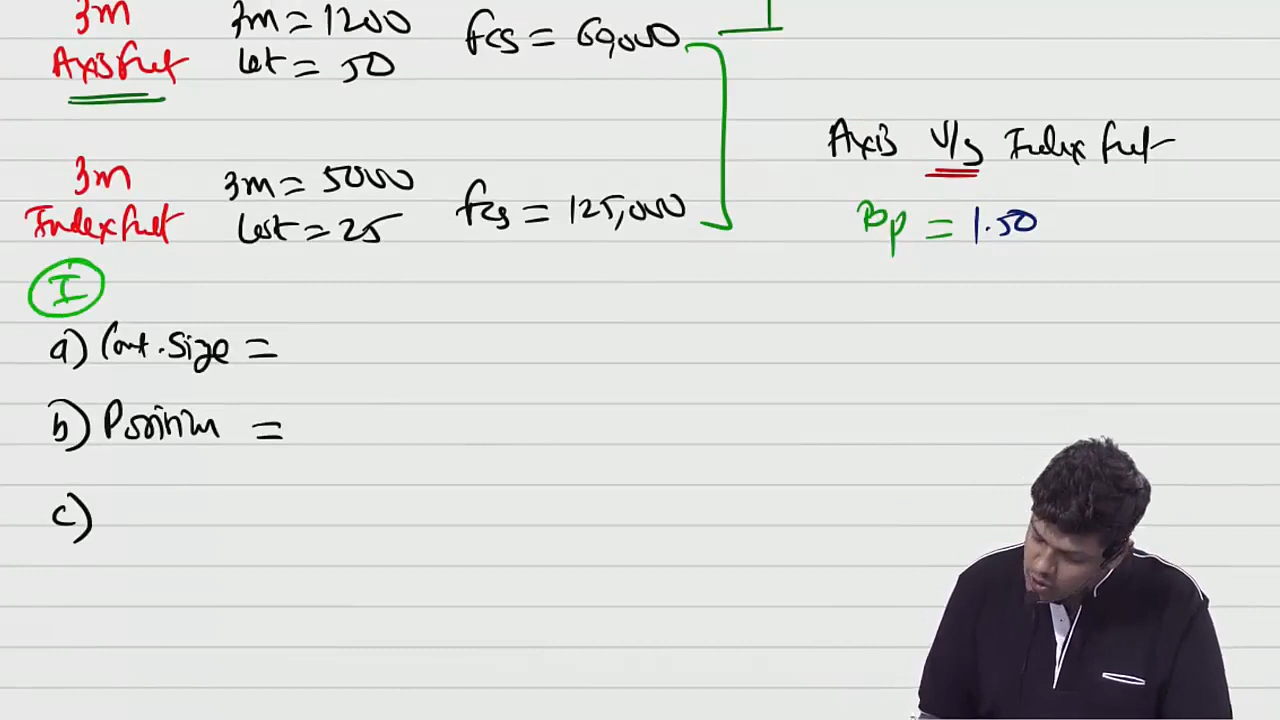 3m 3m = 1200 fcs = 60,000
Axis fut lot = 50
Axis V/s Index fut
3m 3m = 5000 fcs = 125,000
Index fut lot = 25
Bp = 1.50
I
a) Cont. Size =
b) Position =
c)